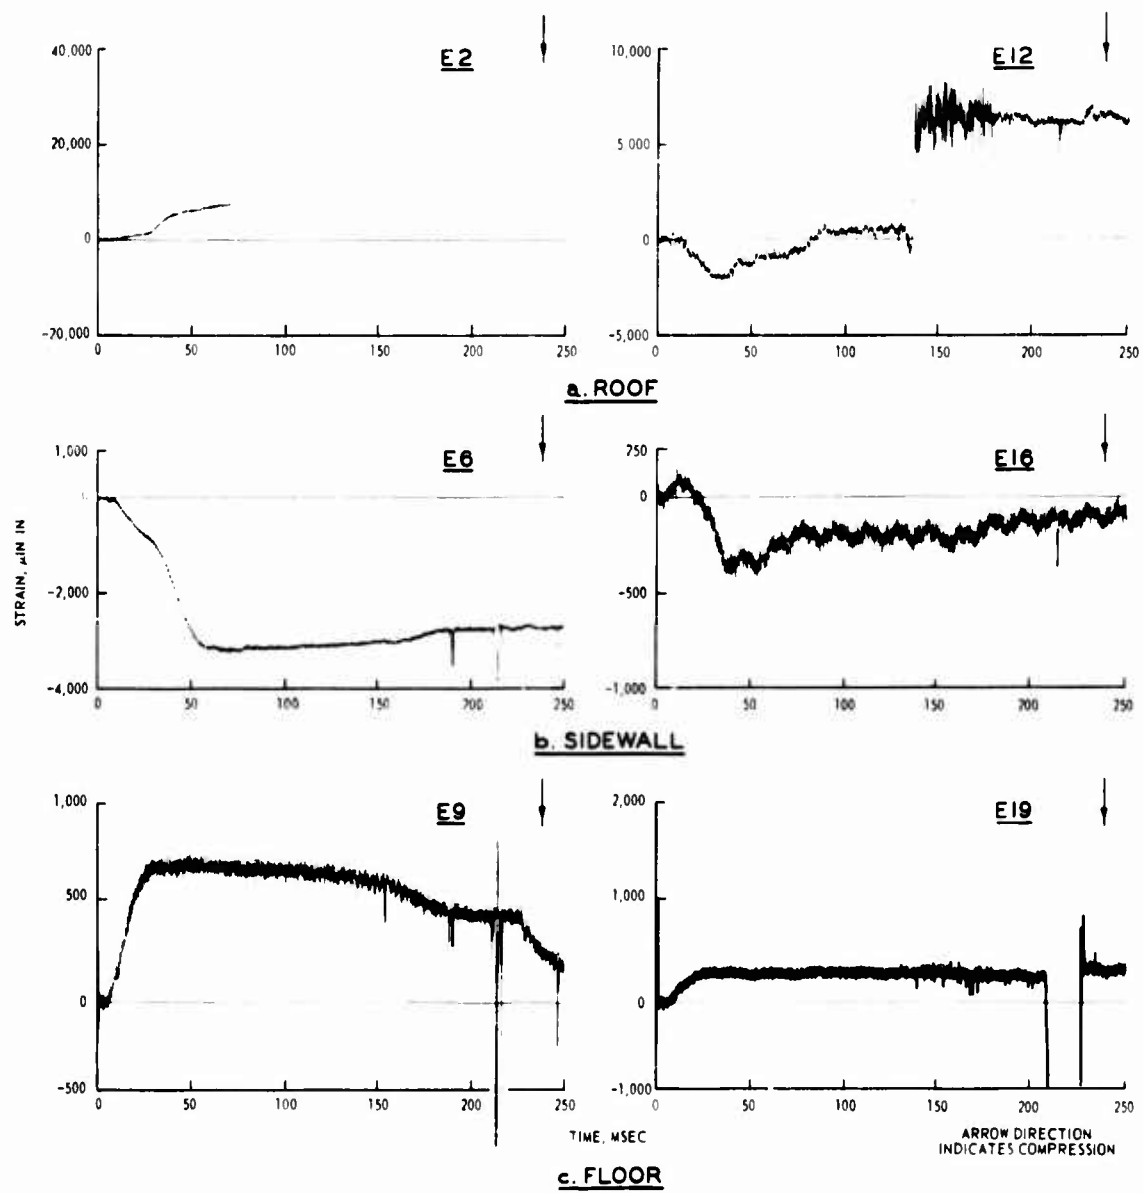 40,000
20,000
0
-70,000
0 50 100 150 200 250
E2
10,000
5 000
0
-5,000
0 50 100 150 200 250
E12
a. ROOF
STRAIN, µIN IN
1,000
-2,000
-4,000
0 50 100 150 200 250
E6
750
0
-500
-1,000
0 50 100 150 200 250
E16
b. SIDEWALL
1,000
500
0
-500
0 50 100 150 200 250
E9
2,000
1,000
0
-1,000
0 50 100 150 200 250
E19
TIME, MSEC
ARROW DIRECTION
INDICATES COMPRESSION
c. FLOOR